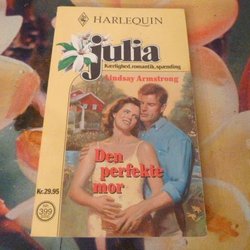 HARLEQUIN
julia
Kærlighed, romantik, spænding
Lindsay Armstrong
Den
perfekte
mor
Kr. 29.95
399